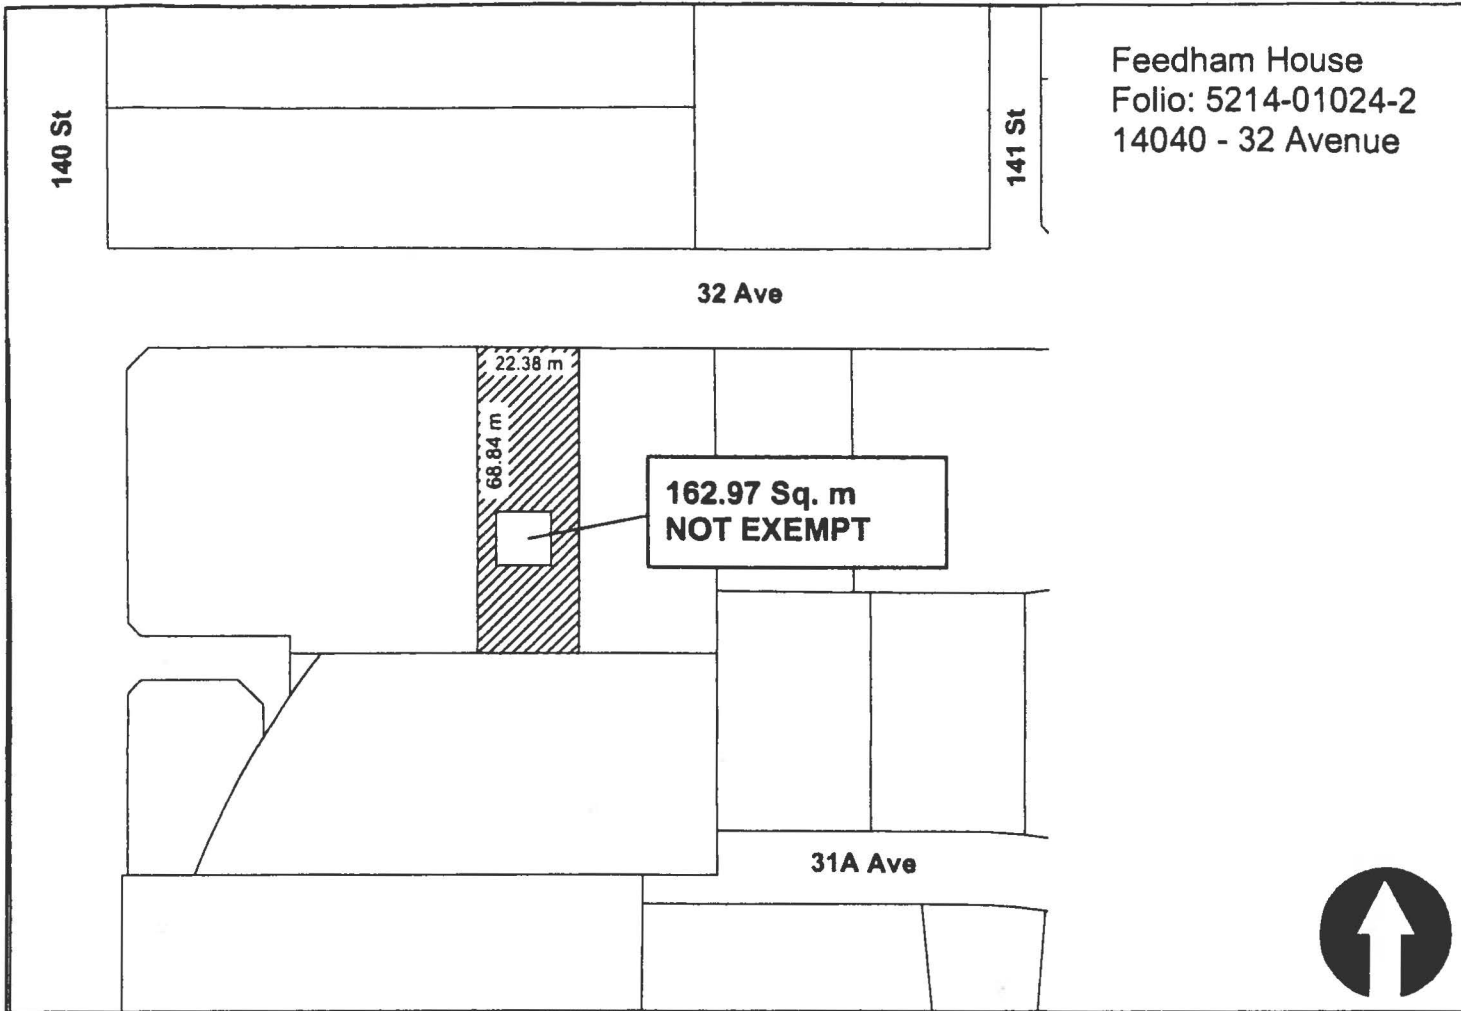 Feedham House
Folio: 5214-01024-2
14040 - 32 Avenue
140 St
141 St
32 Ave
22.38 m
68.84 m
162.97 Sq. m
NOT EXEMPT
31A Ave